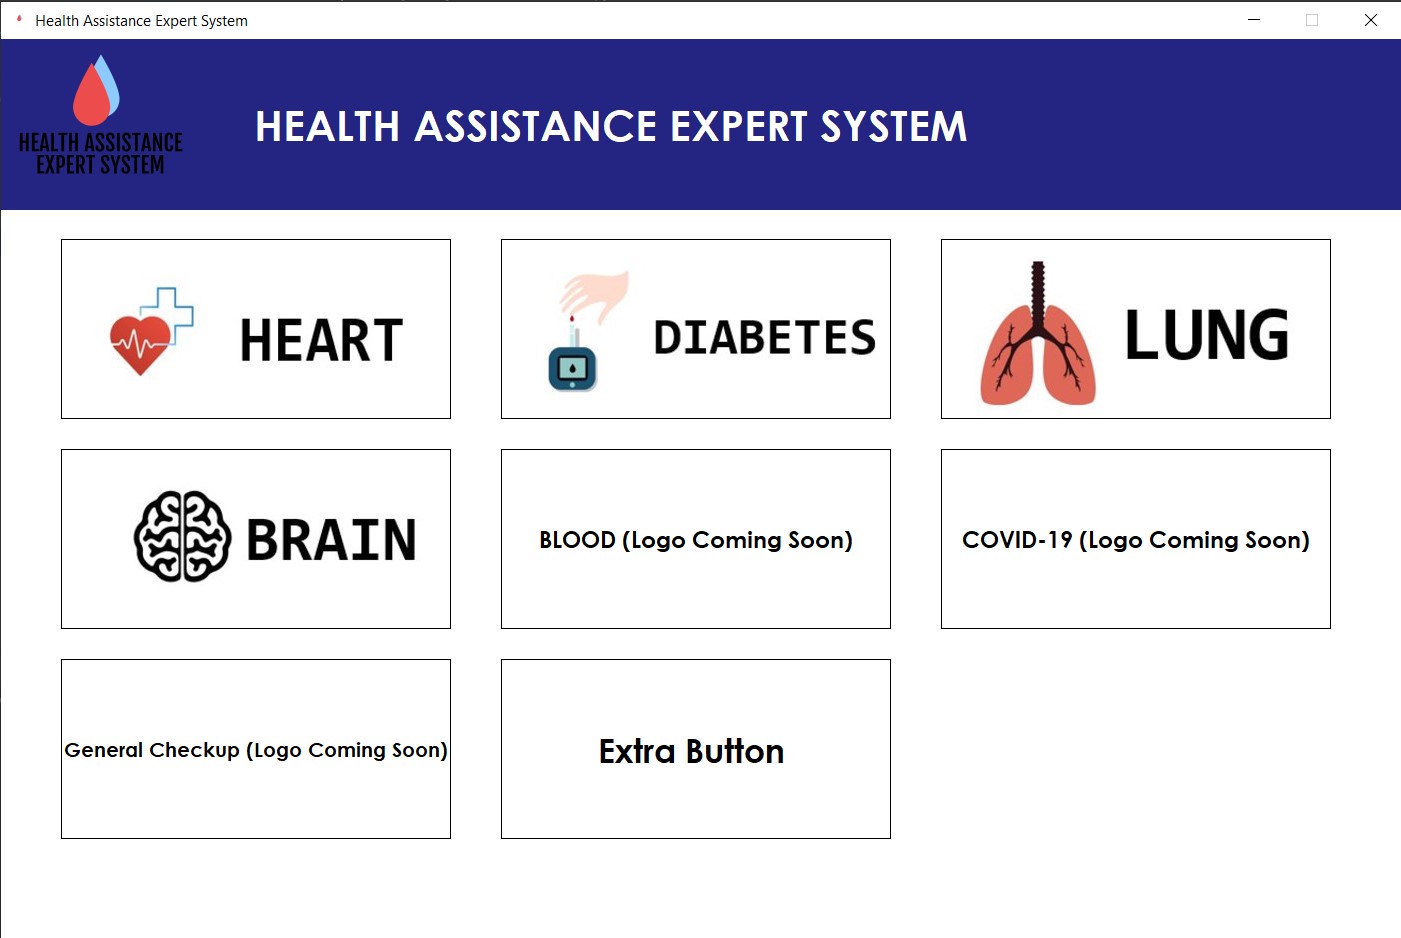 Health Assistance Expert System
HEALTH ASSISTANCE
EXPERT SYSTEM
HEALTH ASSISTANCE EXPERT SYSTEM
HEART
DIABETES
LUNG
BRAIN
BLOOD (Logo Coming Soon)
COVID-19 (Logo Coming Soon)
General Checkup (Logo Coming Soon)
Extra Button